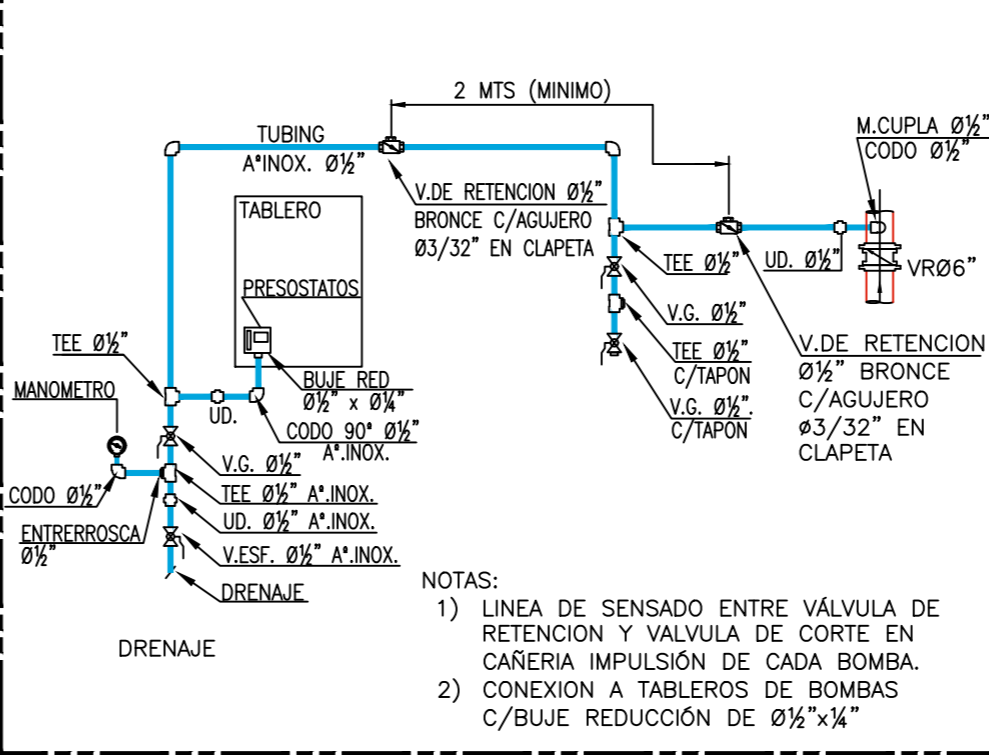 2 MTS (MINIMO)
TUBING
Aº INOX. Ø½"
V.DE RETENCION Ø½"
BRONCE C/AGUJERO
Ø3/32" EN CLAPETA
M.CUPLA Ø½"
CODO Ø½"
UD. Ø½"
VRØ6"
TEE Ø½"
V.G. Ø½"
TEE Ø½"
C/TAPON
V.G. Ø½".
C/TAPON
V.DE RETENCION
Ø½" BRONCE
C/AGUJERO
ø3/32" EN
CLAPETA
TABLERO
PRESOSTATOS
BUJE RED
Ø½" x Ø¼"
CODO 90º Ø½"
Aº.INOX.
UD.
TEE Ø½"
MANOMETRO
CODO Ø½"
ENTRERROSCA
Ø½"
V.G. Ø½"
TEE Ø½" Aº.INOX.
UD. Ø½" Aº.INOX.
V.ESF. Ø½" Aº.INOX.
DRENAJE
DRENAJE
NOTAS:
1) LINEA DE SENSADO ENTRE VÁLVULA DE
RETENCION Y VALVULA DE CORTE EN
CAÑERIA IMPULSIÓN DE CADA BOMBA.
2) CONEXION A TABLEROS DE BOMBAS
C/BUJE REDUCCIÓN DE Ø½"x¼"